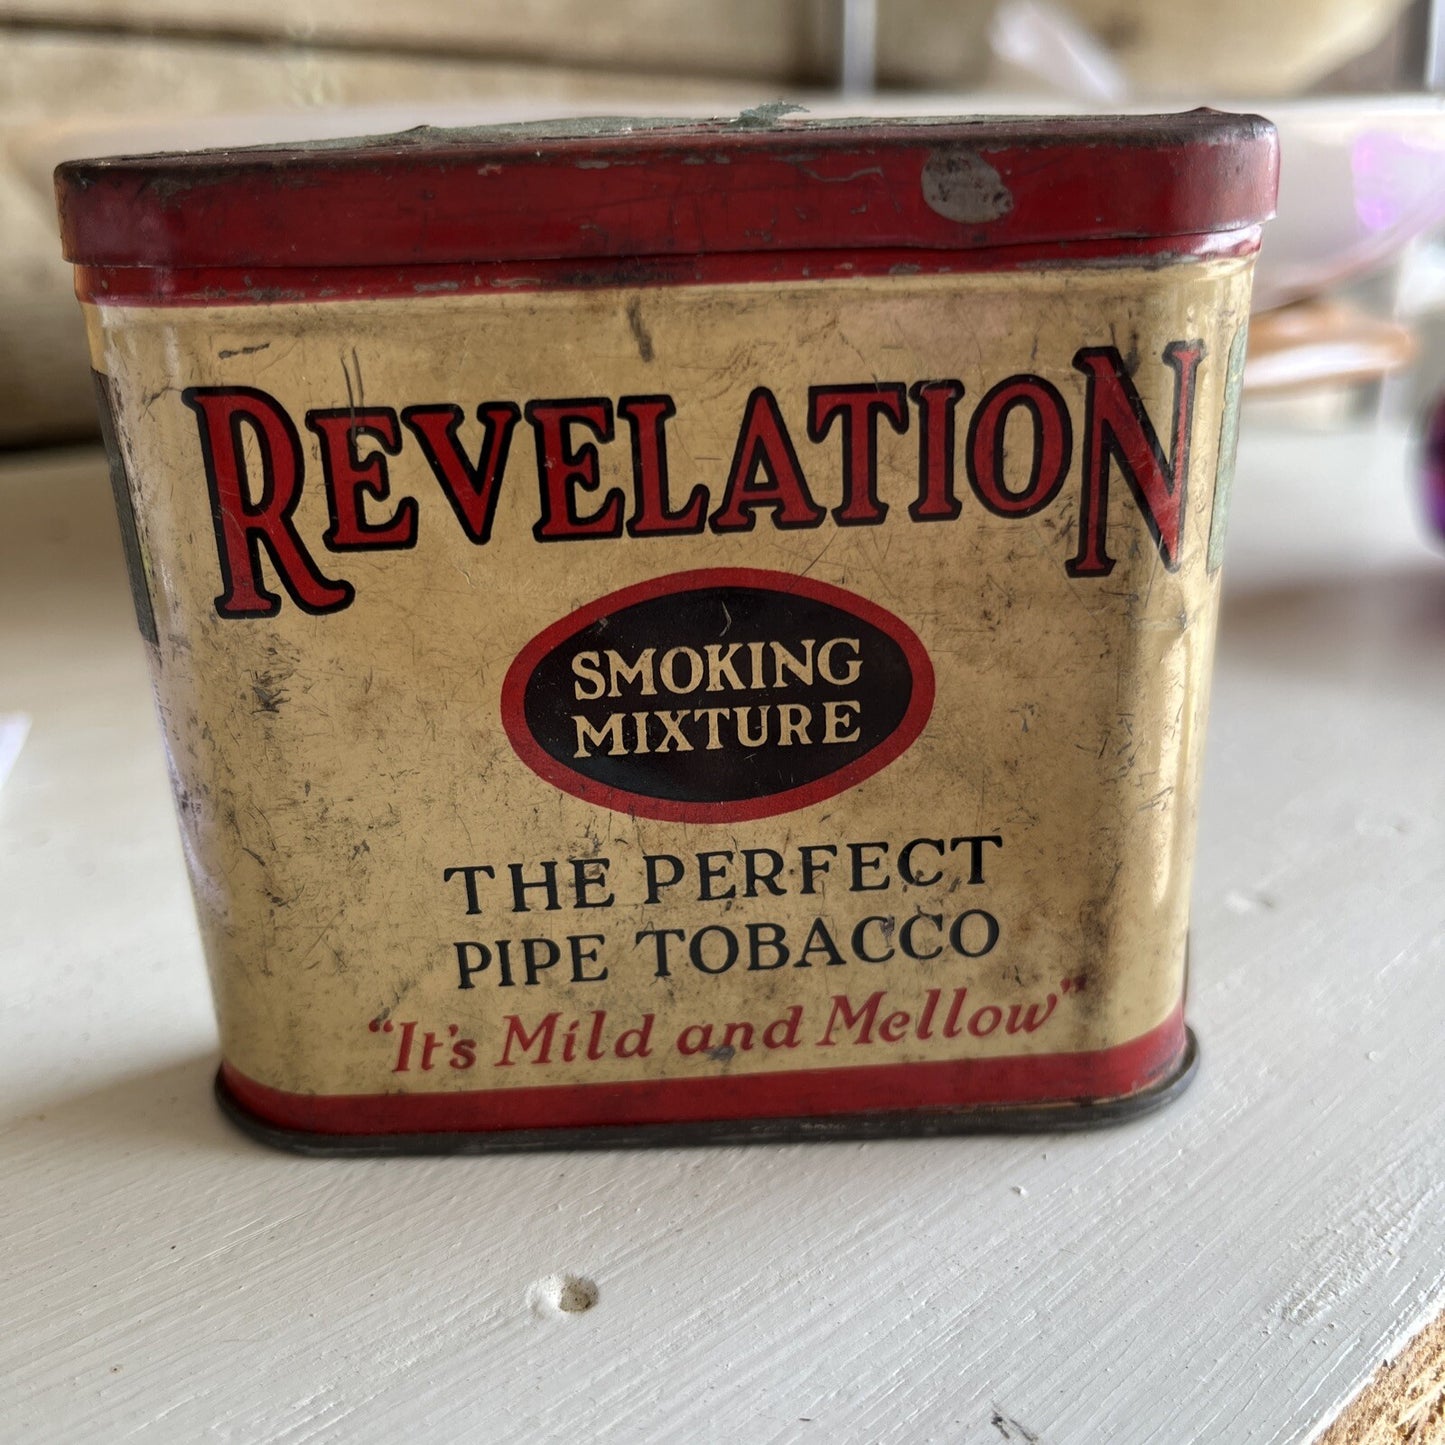 REVELATION
SMOKING
MIXTURE
THE PERFECT
PIPE TOBACCO
"It's Mild and Mellow"